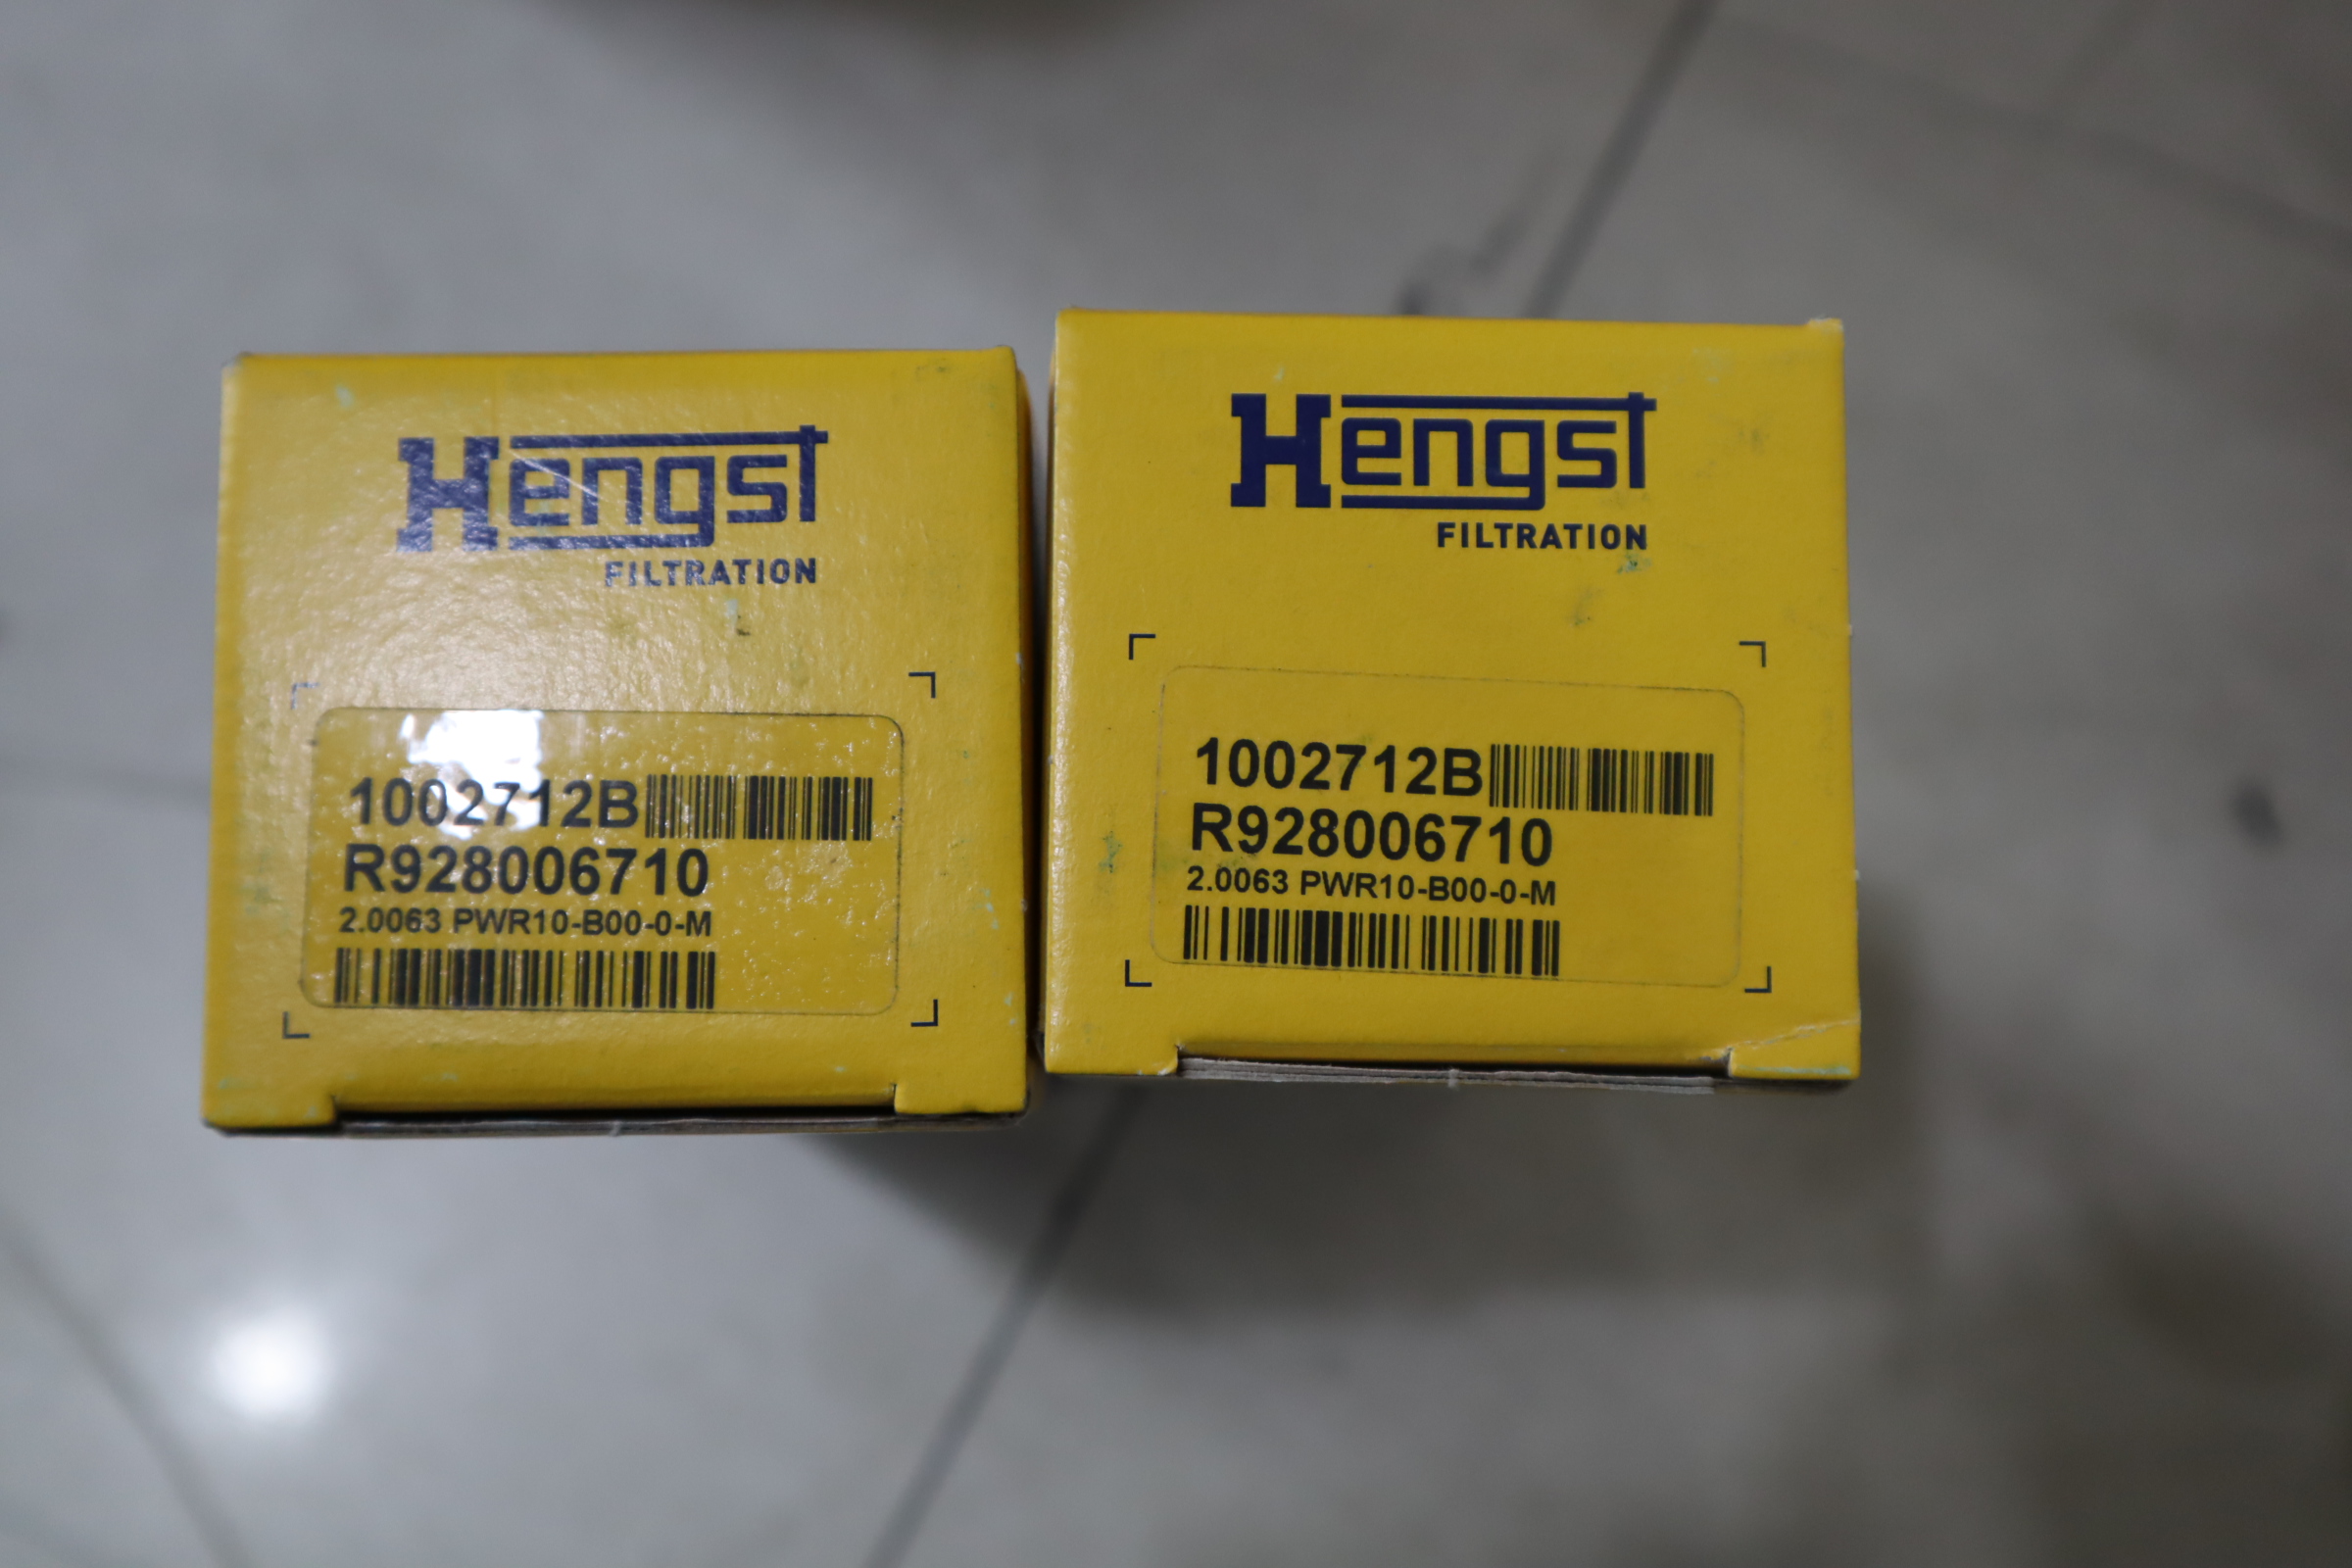 Hengst
FILTRATION
1002712B
R928006710
2.0063 PWR10-B00-0-M
Hengst
FILTRATION
1002712B
R928006710
2.0063 PWR10-B00-0-M